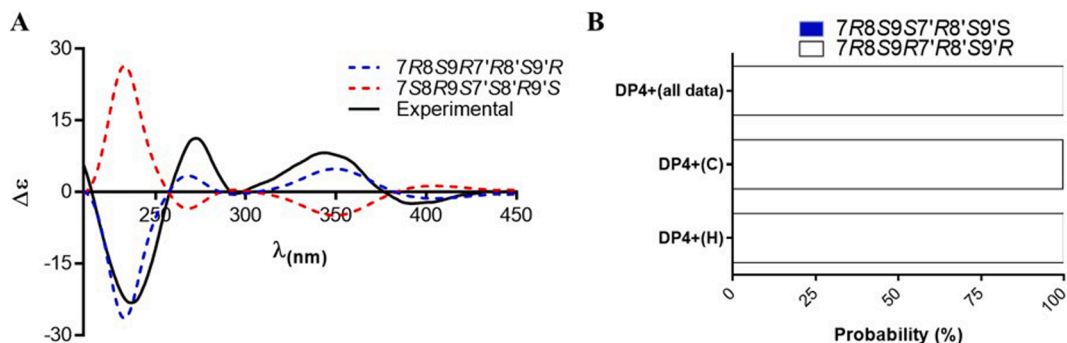 A
30
15
0
-15
-30
Δε
250
300
350
400
450
λ(nm)
7R8S9R7'R8'S9'R
7S8R9S7'S8'R9'S
Experimental
B
7R8S9S7'R8'S9'S
7R8S9R7'R8'S9'R
DP4+(all data)
DP4+(C)
DP4+(H)
0
25
50
75
100
Probability (%)